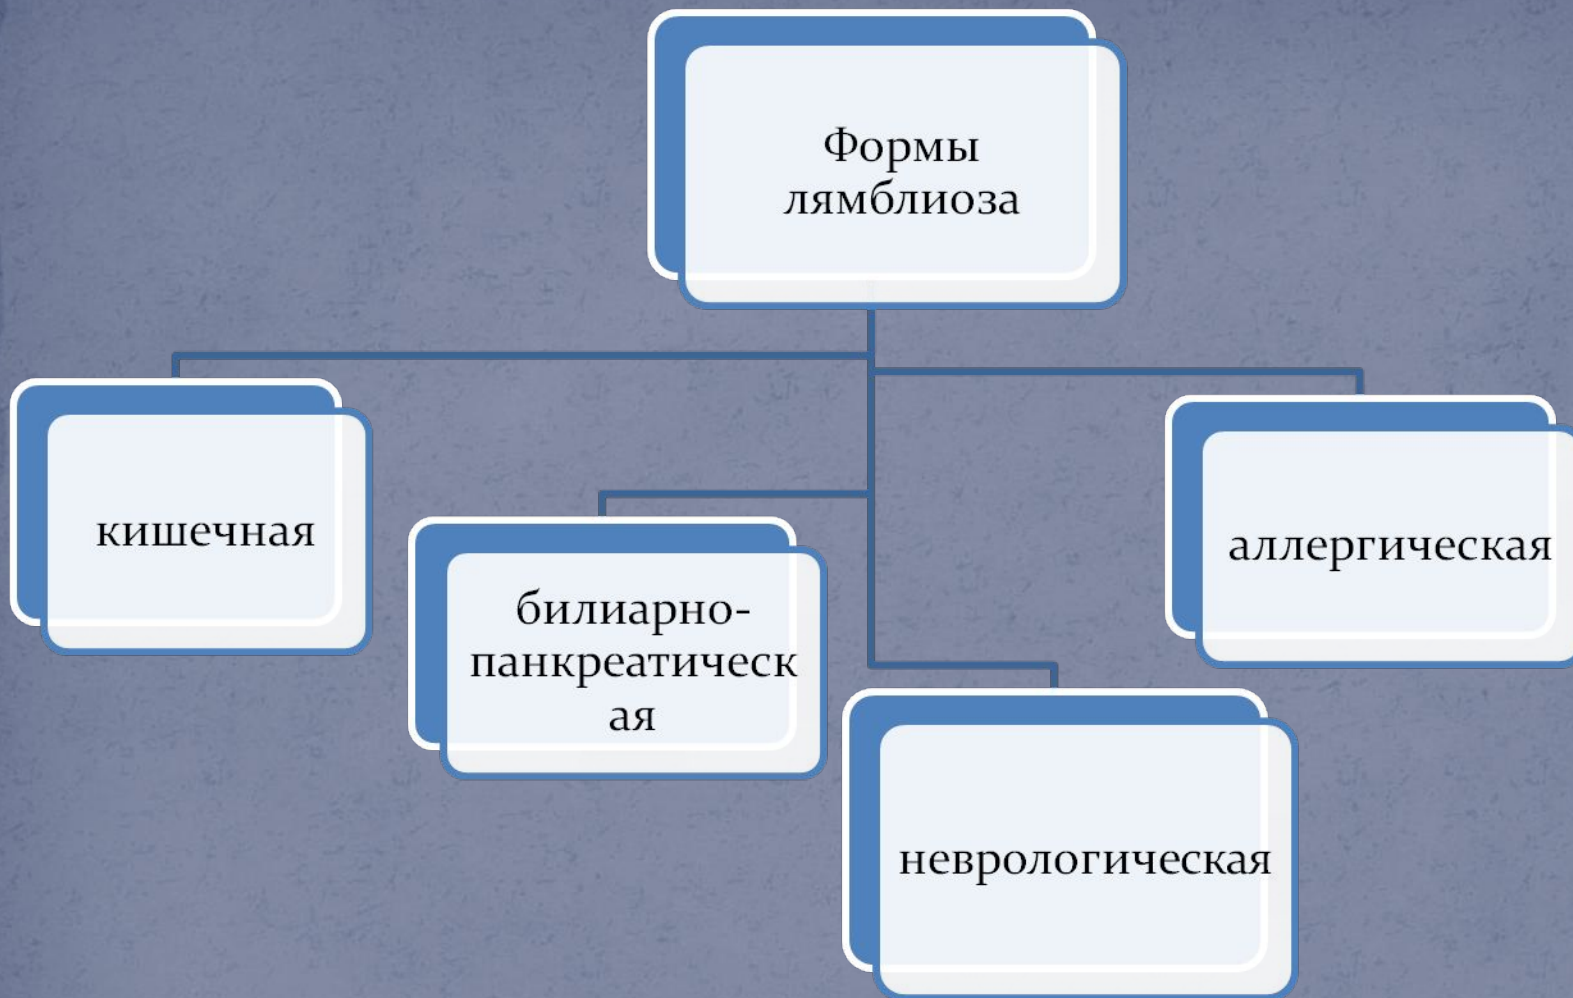 Формы
лямблиоза
кишечная
билиарно-
панкреатическ
ая
неврологическая
аллергическая